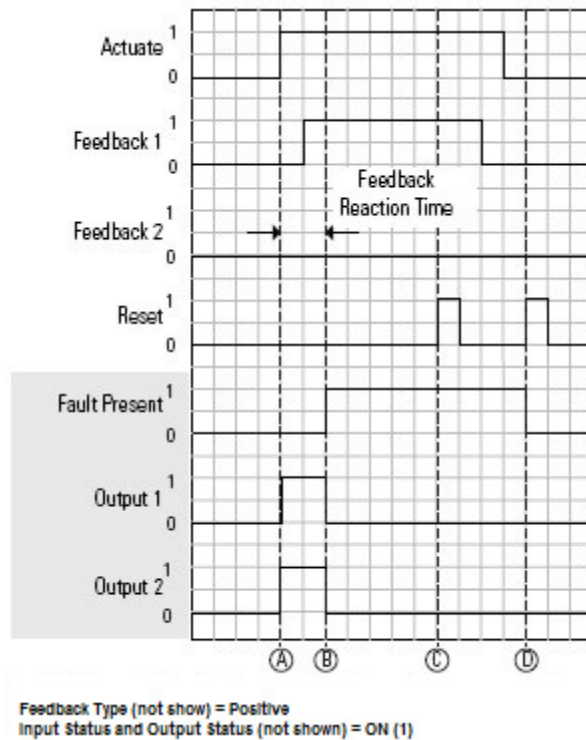 Actuate
1
0
Feedback 1
1
0
Feedback
Reaction Time
Feedback 2
1
0
Reset
1
0
Fault Present
1
0
Output 1
1
0
Output 2
1
0
A B C D
Feedback Type (not show) = Positive
Input Status and Output Status (not shown) = ON (1)